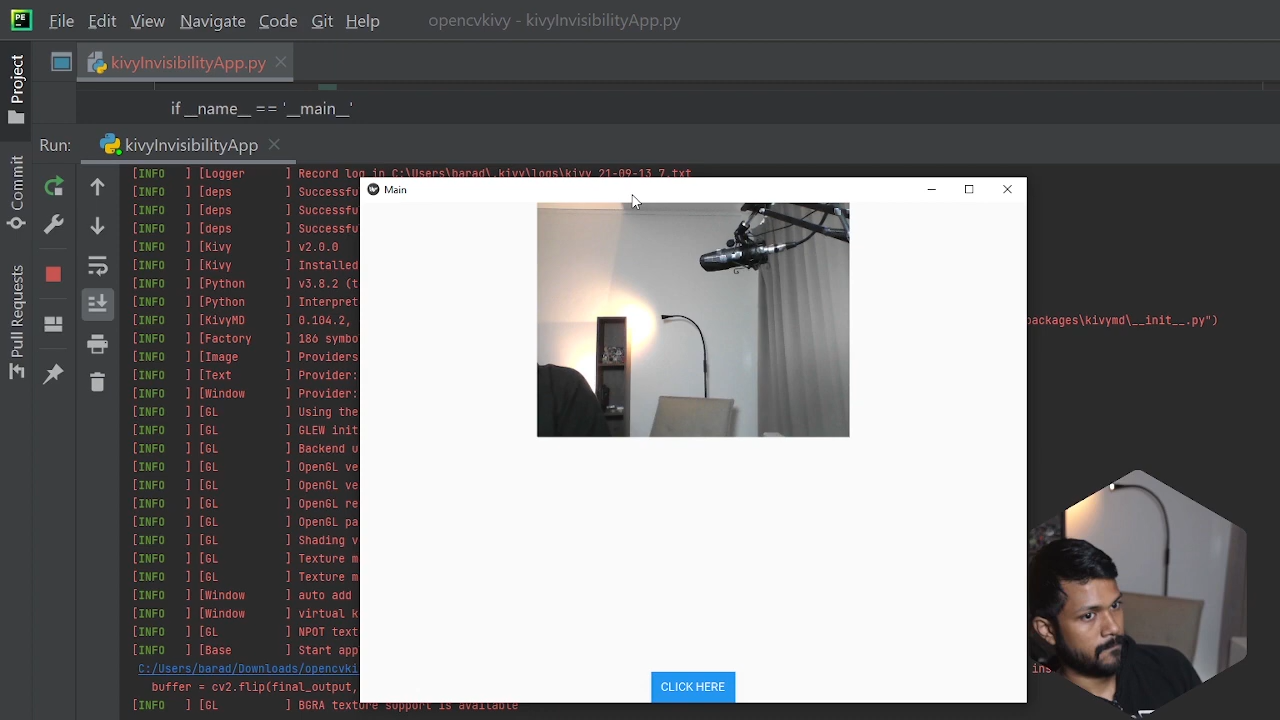 PE File Edit View Navigate Code Git Help opencvkivy - kivyInvisibilityApp.py
Project
kivyInvisibilityApp.py
if __name__ == '__main__'
Run: kivyInvisibilityApp
Commit
Pull Requests
[INFO ] [Logger ] Record log in C:\Users\barad\.kivy\logs\kivy_21-09-13_7.txt
[INFO ] [deps ] Successfu
[INFO ] [deps ] Successfu
[INFO ] [deps ] Successfu
[INFO ] [Kivy ] v2.0.0
[INFO ] [Kivy ] Installed
[INFO ] [Python ] v3.8.2 (t
[INFO ] [Python ] Interpret
[INFO ] [KivyMD ] 0.104.2, packages\kivymd\__init__.py")
[INFO ] [Factory ] 186 symbo
[INFO ] [Image ] Providers
[INFO ] [Text ] Provider:
[INFO ] [Window ] Provider:
[INFO ] [GL ] Using the
[INFO ] [GL ] GLEW init
[INFO ] [GL ] Backend u
[INFO ] [GL ] OpenGL ve
[INFO ] [GL ] OpenGL ve
[INFO ] [GL ] OpenGL re
[INFO ] [GL ] OpenGL pa
[INFO ] [GL ] Shading v
[INFO ] [GL ] Texture m
[INFO ] [GL ] Texture m
[INFO ] [Window ] auto add
[INFO ] [Window ] virtual k
[INFO ] [GL ] NPOT text
[INFO ] [Base ] Start app
C:/Users/barad/Downloads/opencvki ins
buffer = cv2.flip(final_output,
[INFO ] [GL ] BGRA texture support is available
Main
CLICK HERE